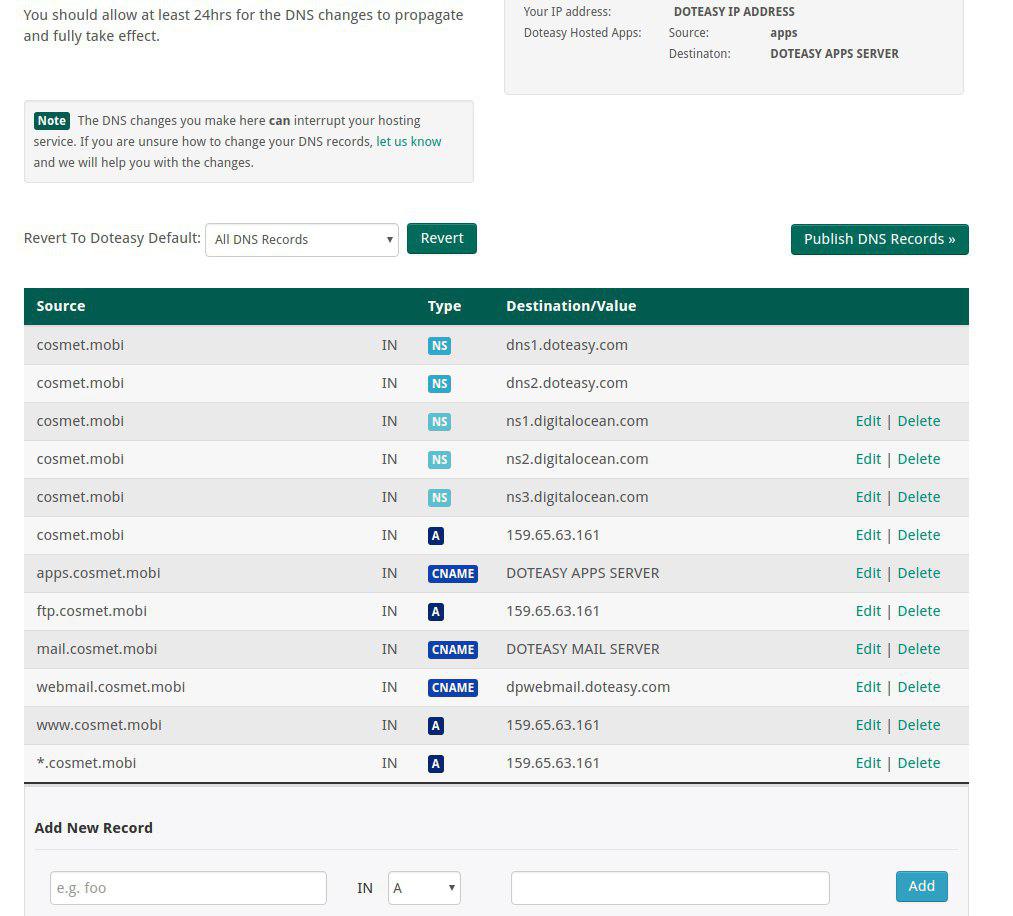 You should allow at least 24hrs for the DNS changes to propagate
and fully take effect.
Your IP address: DOTEASY IP ADDRESS
Doteasy Hosted Apps: Source: apps
Destinaton: DOTEASY APPS SERVER
Note The DNS changes you make here can interrupt your hosting
service. If you are unsure how to change your DNS records, let us know
and we will help you with the changes.
Revert To Doteasy Default: All DNS Records Revert Publish DNS Records »
Source Type Destination/Value
cosmet.mobi IN NS dns1.doteasy.com
cosmet.mobi IN NS dns2.doteasy.com
cosmet.mobi IN NS ns1.digitalocean.com Edit | Delete
cosmet.mobi IN NS ns2.digitalocean.com Edit | Delete
cosmet.mobi IN NS ns3.digitalocean.com Edit | Delete
cosmet.mobi IN A 159.65.63.161 Edit | Delete
apps.cosmet.mobi IN CNAME DOTEASY APPS SERVER Edit | Delete
ftp.cosmet.mobi IN A 159.65.63.161 Edit | Delete
mail.cosmet.mobi IN CNAME DOTEASY MAIL SERVER Edit | Delete
webmail.cosmet.mobi IN CNAME dpwebmail.doteasy.com Edit | Delete
www.cosmet.mobi IN A 159.65.63.161 Edit | Delete
*.cosmet.mobi IN A 159.65.63.161 Edit | Delete
Add New Record
e.g. foo IN A Add